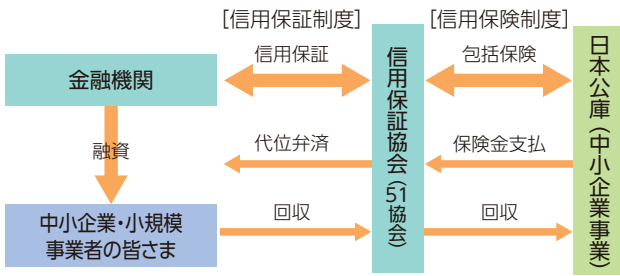 [信用保証制度]
[信用保険制度]
金融機関
信用保証
信用保証協会(51協会)
包括保険
日本公庫(中小企業事業)
融資
代位弁済
保険金支払
中小企業・小規模
事業者の皆さま
回収
回収